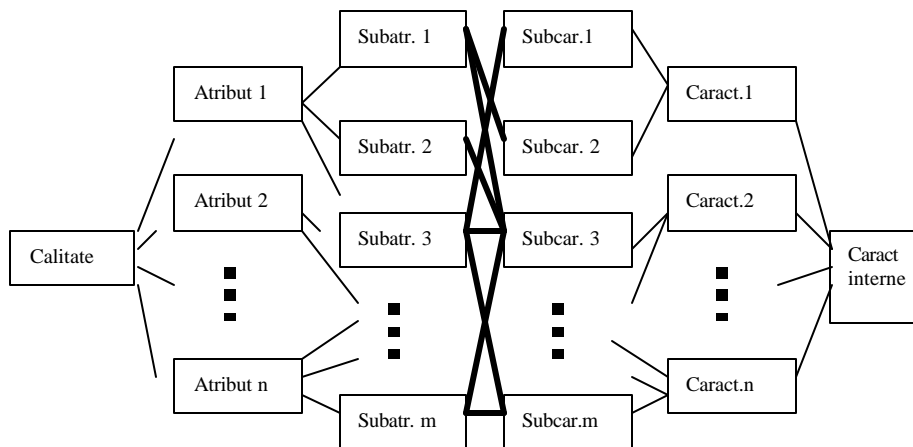 Subatr. 1
Subcar.1
Atribut 1
Caract.1
Subatr. 2
Subcar. 2
Atribut 2
Caract.2
Subatr. 3
Subcar. 3
Calitate
Caract
interne
Atribut n
Caract.n
Subatr. m
Subcar.m